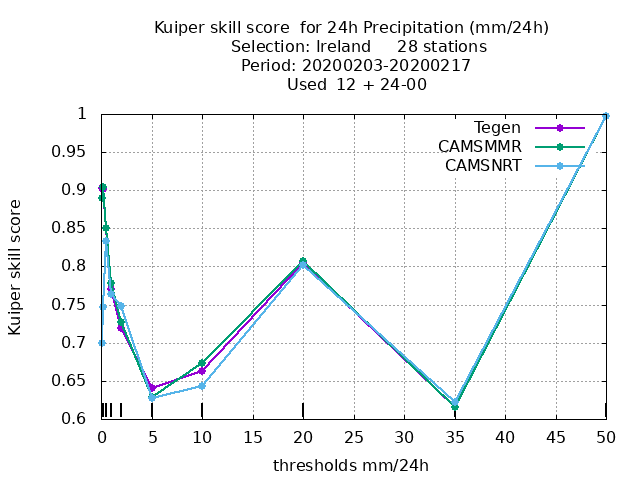 Kuiper skill score  for 24h Precipitation (mm/24h)
Selection: Ireland     28 stations
Period: 20200203-20200217
Used  12 + 24-00
Tegen
CAMSMMR
CAMSNRT
Kuiper skill score
1
0.95
0.9
0.85
0.8
0.75
0.7
0.65
0.6
0 5 10 15 20 25 30 35 40 45 50
thresholds mm/24h